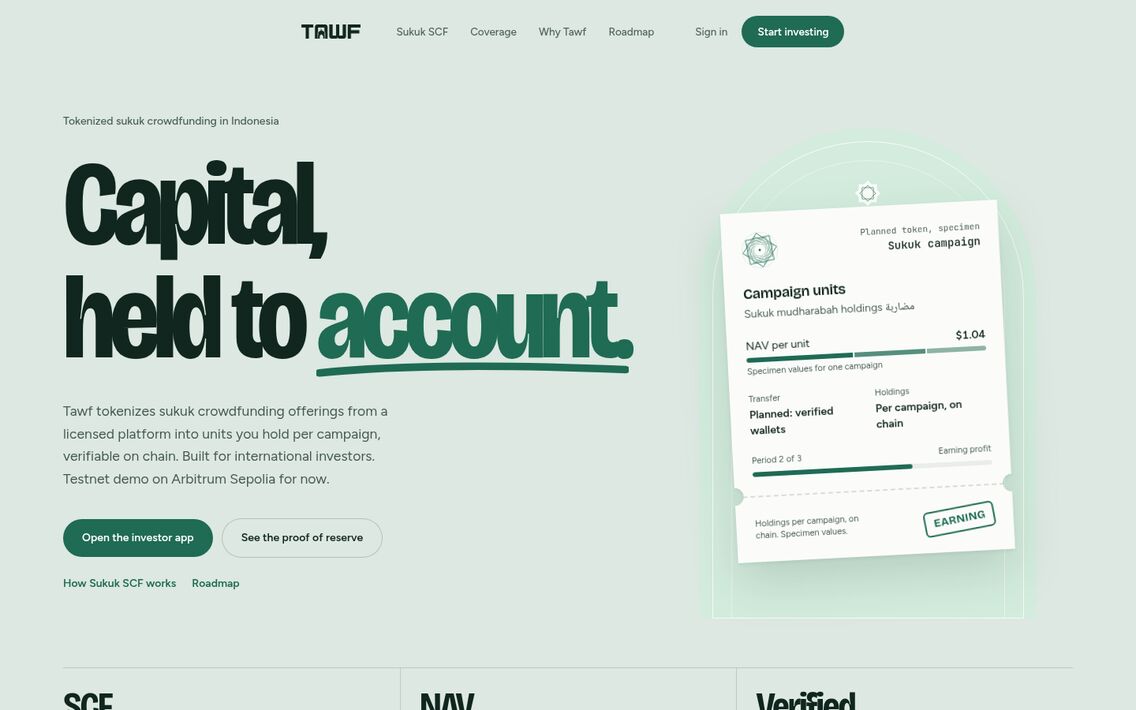 TAWF
Sukuk SCF
Coverage
Why Tawf
Roadmap
Sign in
Start investing
Tokenized sukuk crowdfunding in Indonesia
Capital,
held to account.
Tawf tokenizes sukuk crowdfunding offerings from a
licensed platform into units you hold per campaign,
verifiable on chain. Built for international investors.
Testnet demo on Arbitrum Sepolia for now.
Open the investor app
See the proof of reserve
How Sukuk SCF works
Roadmap
Planned token, specimen
Sukuk campaign
Campaign units
Sukuk mudharabah holdings مضاربة
NAV per unit
$1.04
Specimen values for one campaign
Transfer
Planned: verified
wallets
Holdings
Per campaign, on
chain
Period 2 of 3
Earning profit
Holdings per campaign, on
chain. Specimen values.
EARNING
SCF
NAV
Verified